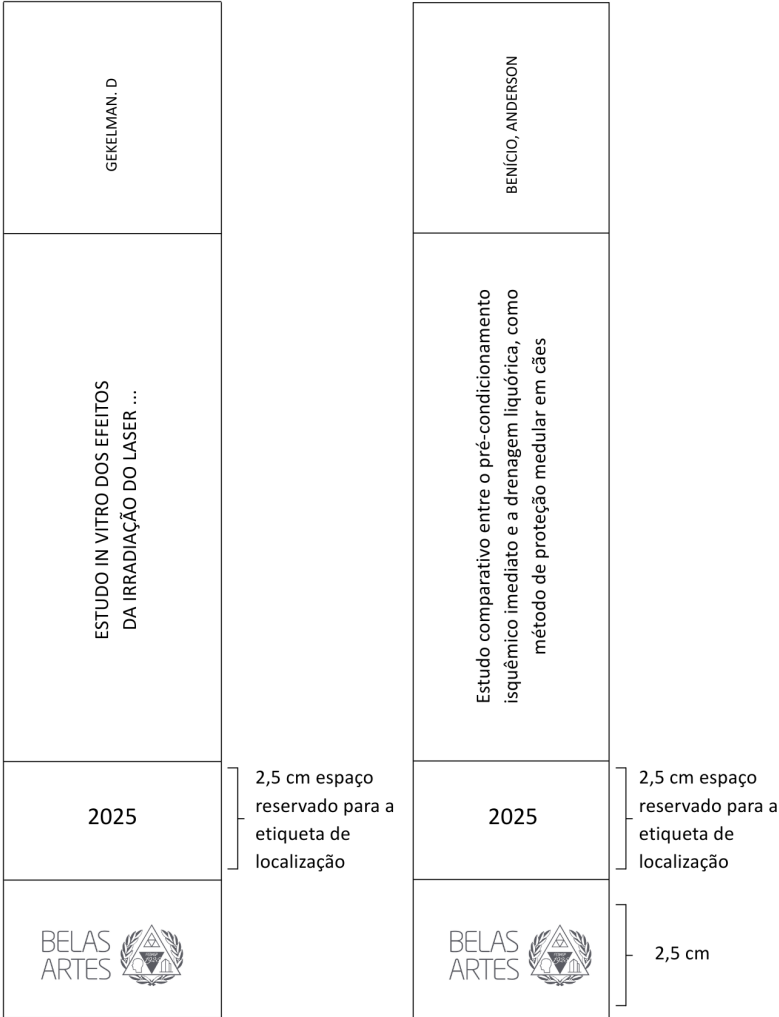 GEKELMAN. D
ESTUDO IN VITRO DOS EFEITOS
DA IRRADIAÇÃO DO LASER ...
2025
2,5 cm espaço
reservado para a
etiqueta de
localização
BELAS
ARTES
BENÍCIO, ANDERSON
Estudo comparativo entre o pré-condicionamento
isquêmico imediato e a drenagem liquórica, como
método de proteção medular em cães
2025
2,5 cm espaço
reservado para a
etiqueta de
localização
BELAS
ARTES
2,5 cm